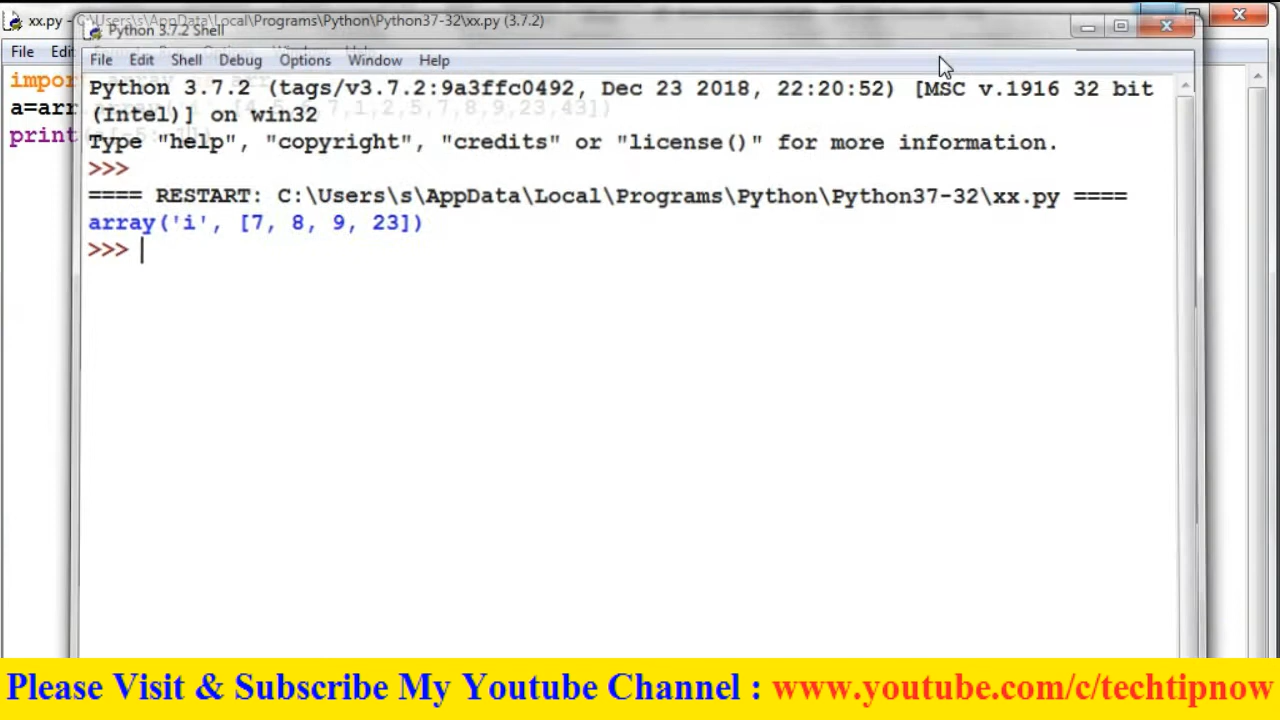 xx.py - C:\Users\s\AppData\Local\Programs\Python\Python37-32\xx.py (3.7.2)
Python 3.7.2 Shell
File Edit
File Edit Shell Debug Options Window Help
impor
a=arr
print
Python 3.7.2 (tags/v3.7.2:9a3ffc0492, Dec 23 2018, 22:20:52) [MSC v.1916 32 bit
(Intel)] on win32
Type "help", "copyright", "credits" or "license()" for more information.
>>>
==== RESTART: C:\Users\s\AppData\Local\Programs\Python\Python37-32\xx.py ====
array('i', [7, 8, 9, 23])
>>>
Please Visit & Subscribe My Youtube Channel : www.youtube.com/c/techtipnow